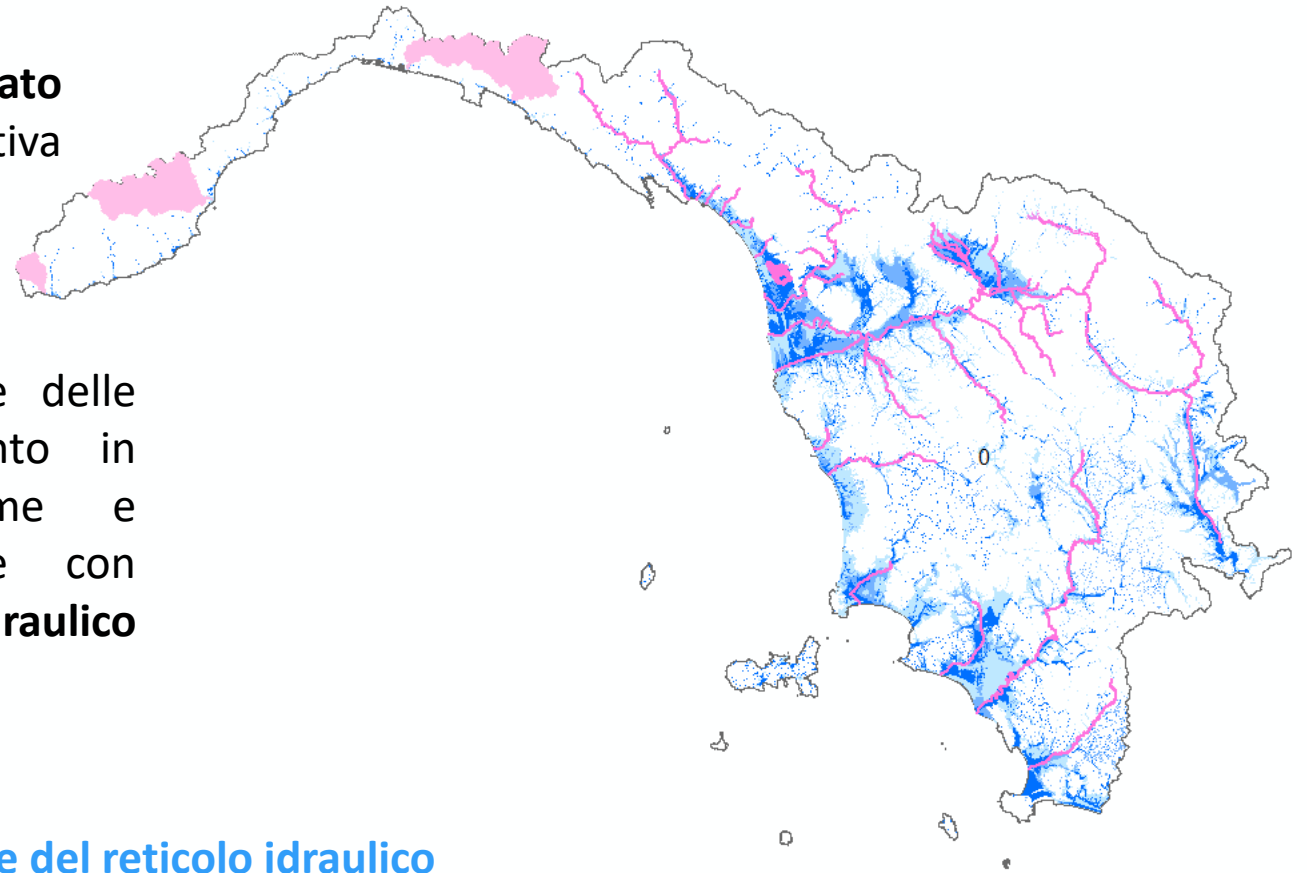 ato
tiva
e delle
nto in
me e
e con
raulico
0
e del reticolo idraulico